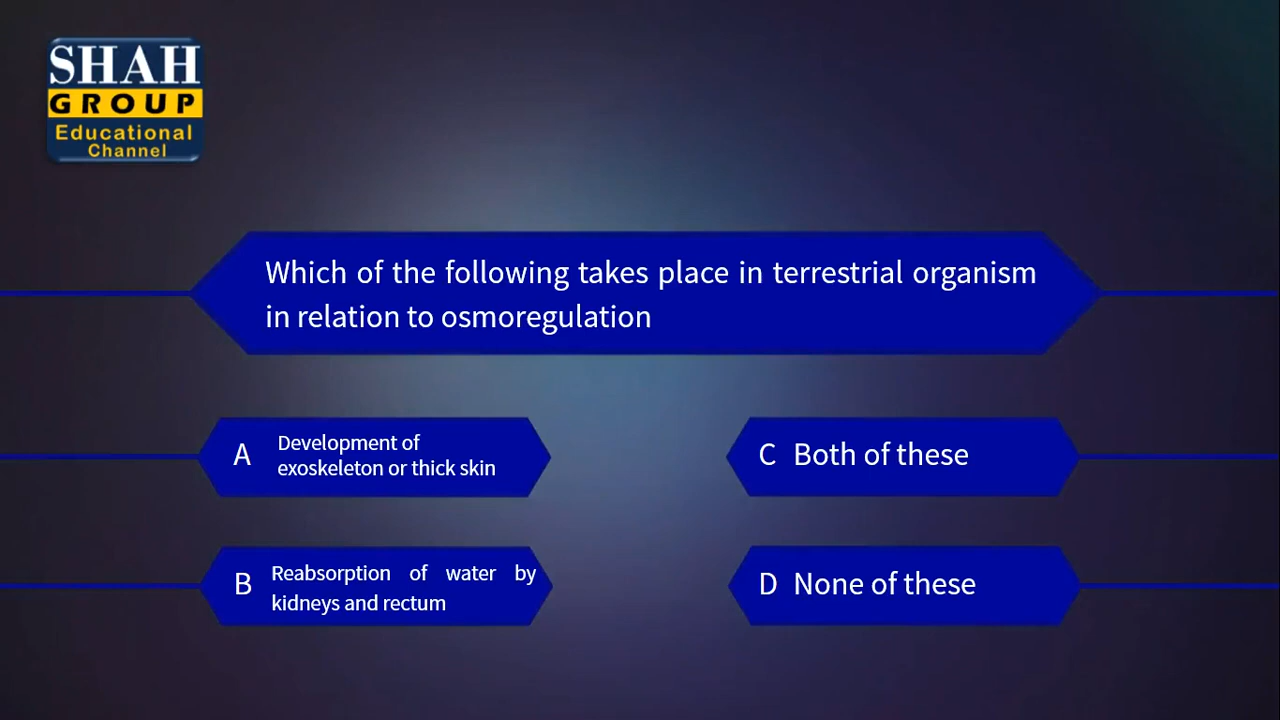 SHAH
GROUP
Educational
Channel
Which of the following takes place in terrestrial organism
in relation to osmoregulation
A Development of
exoskeleton or thick skin
B Reabsorption of water by
kidneys and rectum
C Both of these
D None of these